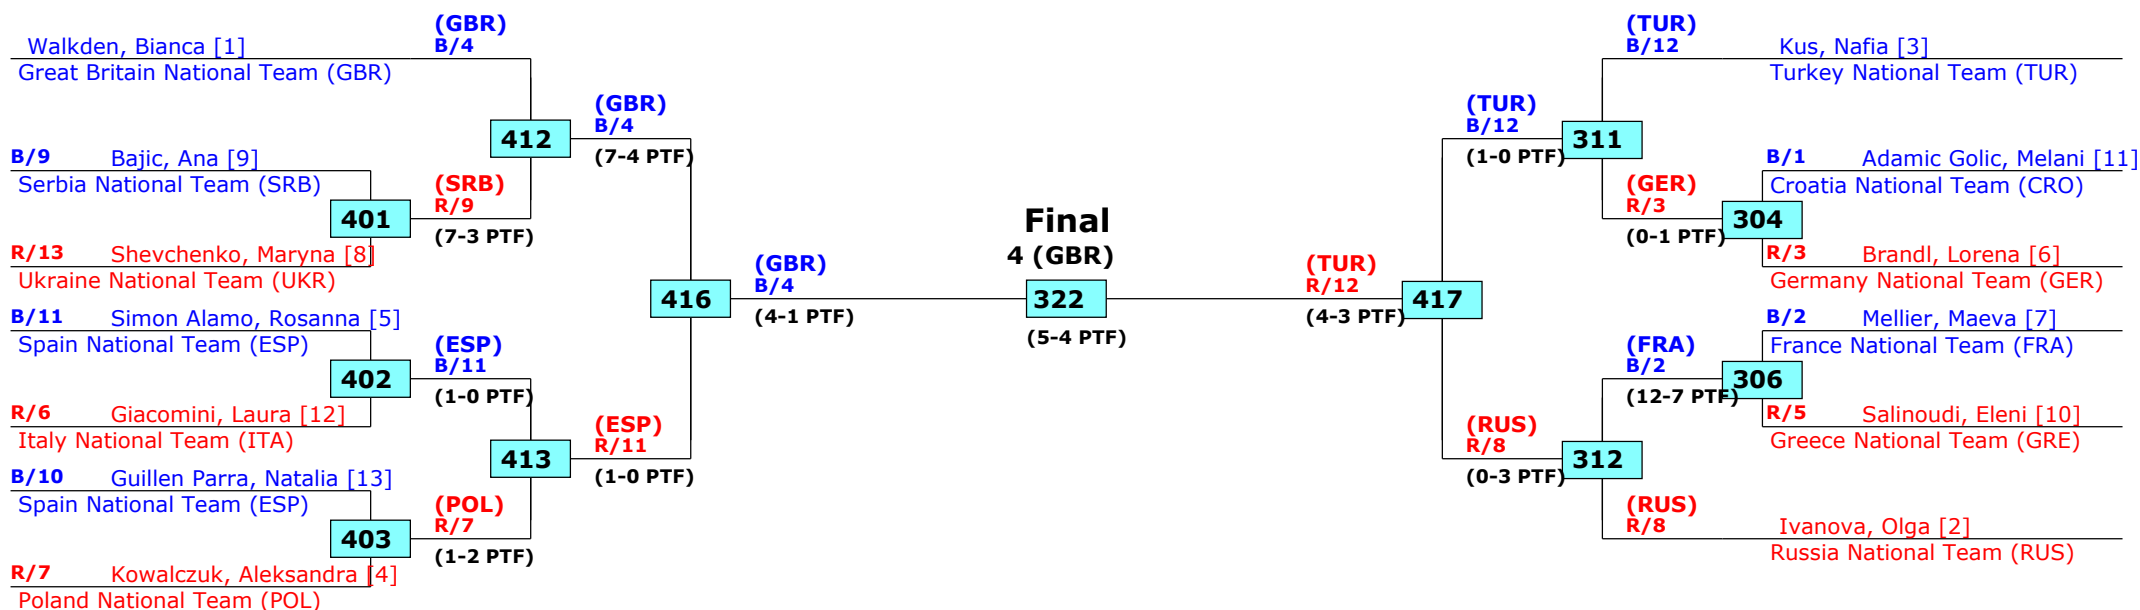 (GBR)
B/4
Walkden, Bianca [1]
Great Britain National Team (GBR)
412
(GBR)
B/4
(7-4 PTF)
B/9 Bajic, Ana [9]
Serbia National Team (SRB)
401
(SRB)
R/9
(7-3 PTF)
R/13 Shevchenko, Maryna [8]
Ukraine National Team (UKR)
416
(GBR)
B/4
(4-1 PTF)
B/11 Simon Alamo, Rosanna [5]
Spain National Team (ESP)
402
(ESP)
B/11
(1-0 PTF)
R/6 Giacomini, Laura [12]
Italy National Team (ITA)
413
(ESP)
R/11
(1-0 PTF)
B/10 Guillen Parra, Natalia [13]
Spain National Team (ESP)
403
(POL)
R/7
(1-2 PTF)
R/7 Kowalczuk, Aleksandra [4]
Poland National Team (POL)
Final
4 (GBR)
322
(5-4 PTF)
(TUR)
R/12
(4-3 PTF)
417
(TUR)
B/12
(1-0 PTF)
311
(TUR)
B/12
Kus, Nafia [3]
Turkey National Team (TUR)
(GER)
R/3
(0-1 PTF)
304
B/1 Adamic Golic, Melani [11]
Croatia National Team (CRO)
R/3 Brandl, Lorena [6]
Germany National Team (GER)
(RUS)
R/8
(0-3 PTF)
312
(FRA)
B/2
(12-7 PTF)
306
B/2 Mellier, Maeva [7]
France National Team (FRA)
R/5 Salinoudi, Eleni [10]
Greece National Team (GRE)
(RUS)
R/8
Ivanova, Olga [2]
Russia National Team (RUS)